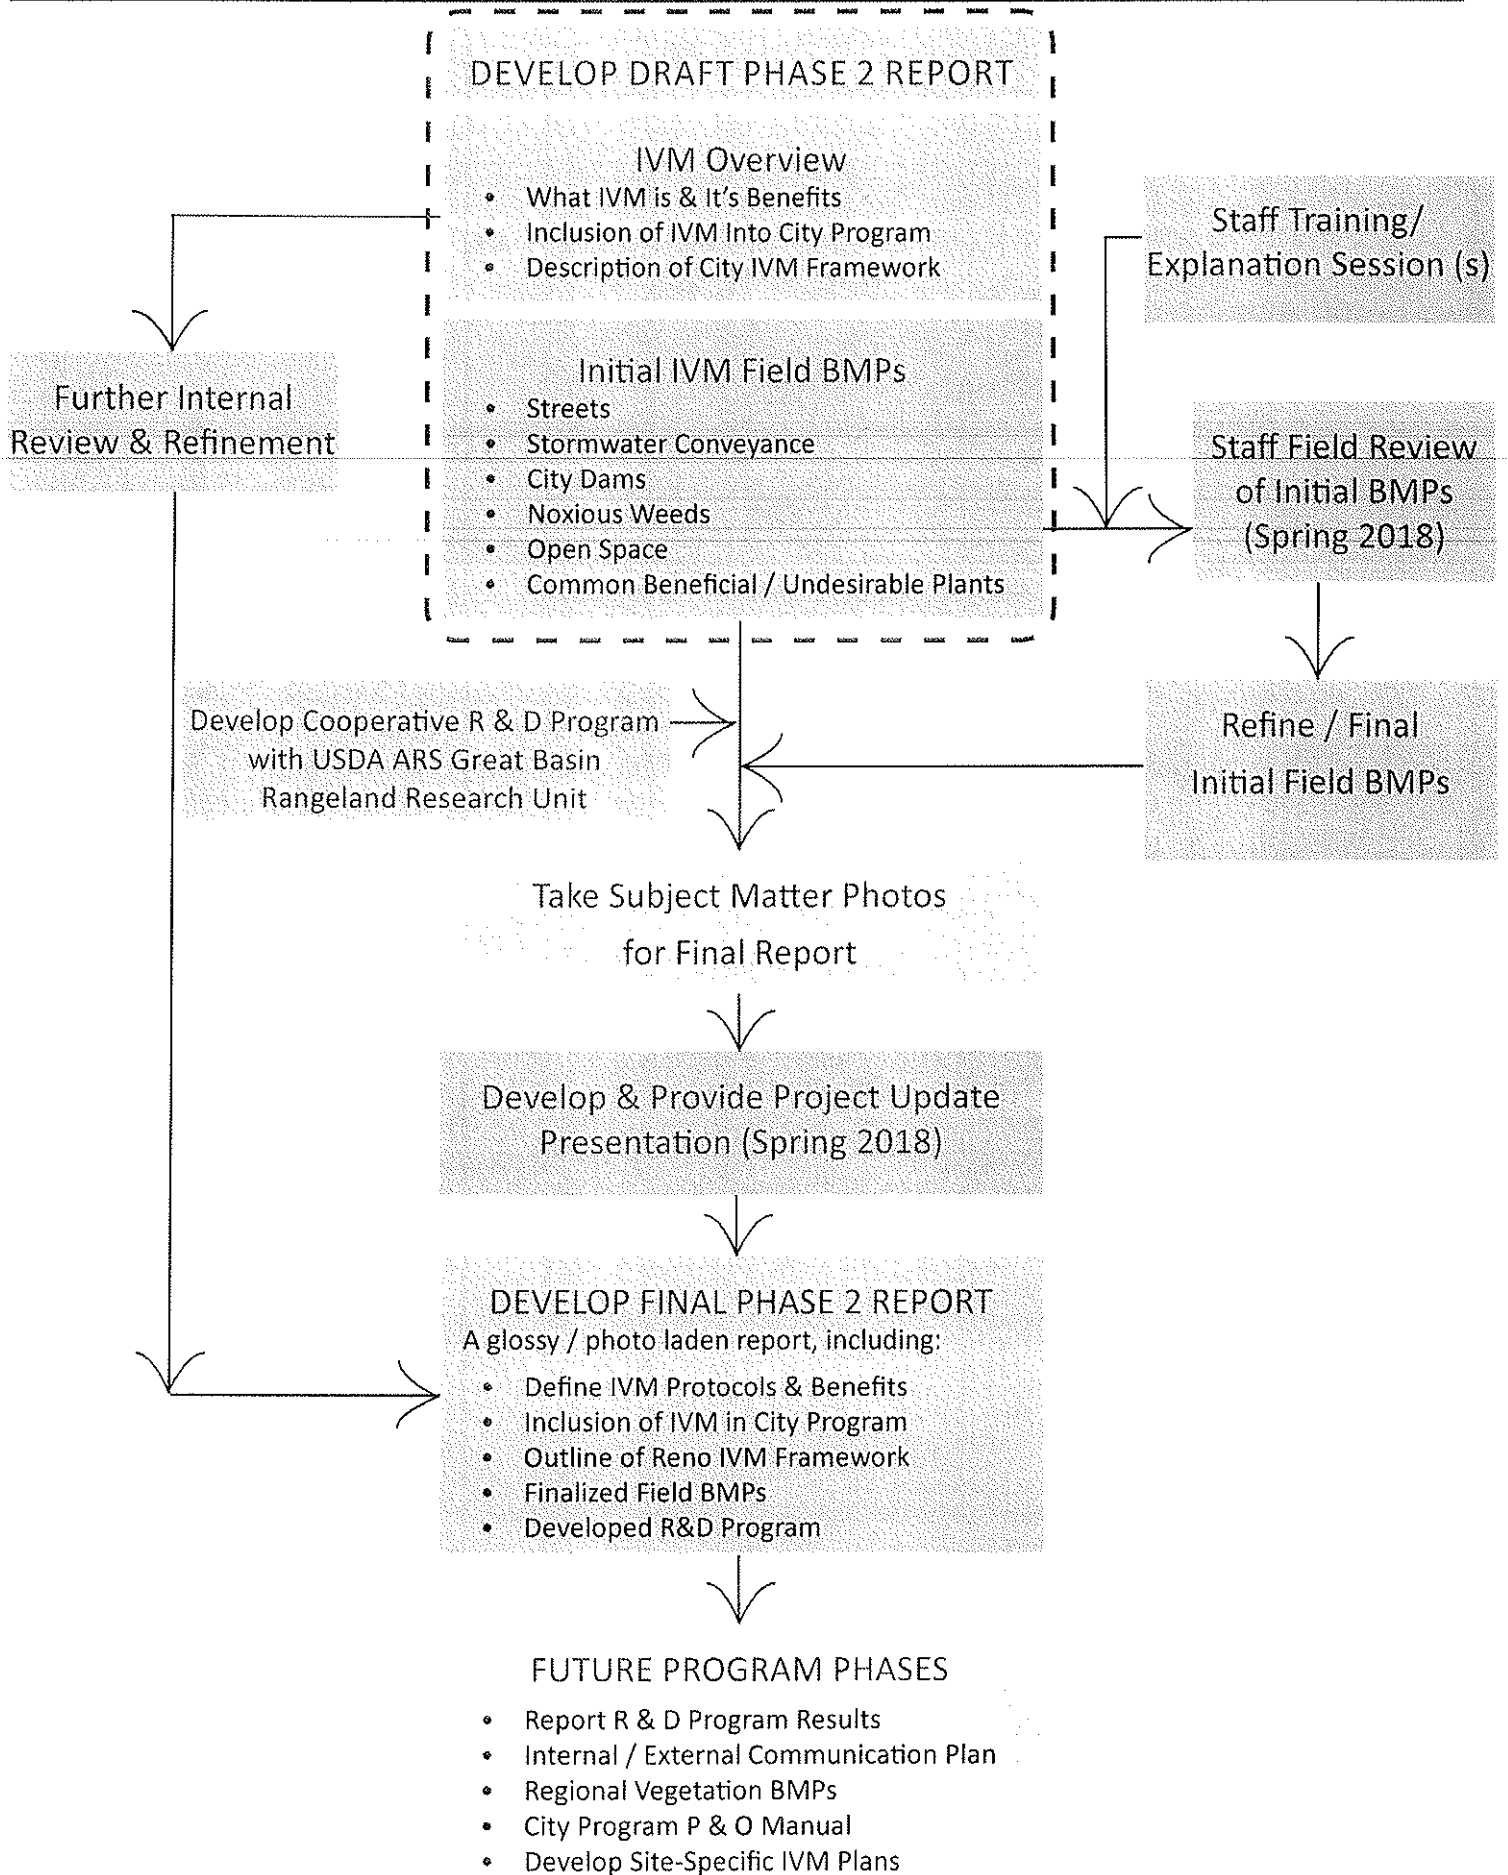 DEVELOP DRAFT PHASE 2 REPORT
IVM Overview
• What IVM is & It's Benefits
• Inclusion of IVM Into City Program
• Description of City IVM Framework
Staff Training/
Explanation Session (s)
Further Internal
Review & Refinement
Initial IVM Field BMPs
• Streets
• Stormwater Conveyance
• City Dams
• Noxious Weeds
• Open Space
• Common Beneficial / Undesirable Plants
Staff Field Review
of Initial BMPs
(Spring 2018)
Develop Cooperative R & D Program
with USDA ARS Great Basin
Rangeland Research Unit
Refine / Final
Initial Field BMPs
Take Subject Matter Photos
for Final Report
Develop & Provide Project Update
Presentation (Spring 2018)
DEVELOP FINAL PHASE 2 REPORT
A glossy / photo laden report, including:
• Define IVM Protocols & Benefits
• Inclusion of IVM in City Program
• Outline of Reno IVM Framework
• Finalized Field BMPs
• Developed R&D Program
FUTURE PROGRAM PHASES
• Report R & D Program Results
• Internal / External Communication Plan
• Regional Vegetation BMPs
• City Program P & O Manual
• Develop Site-Specific IVM Plans